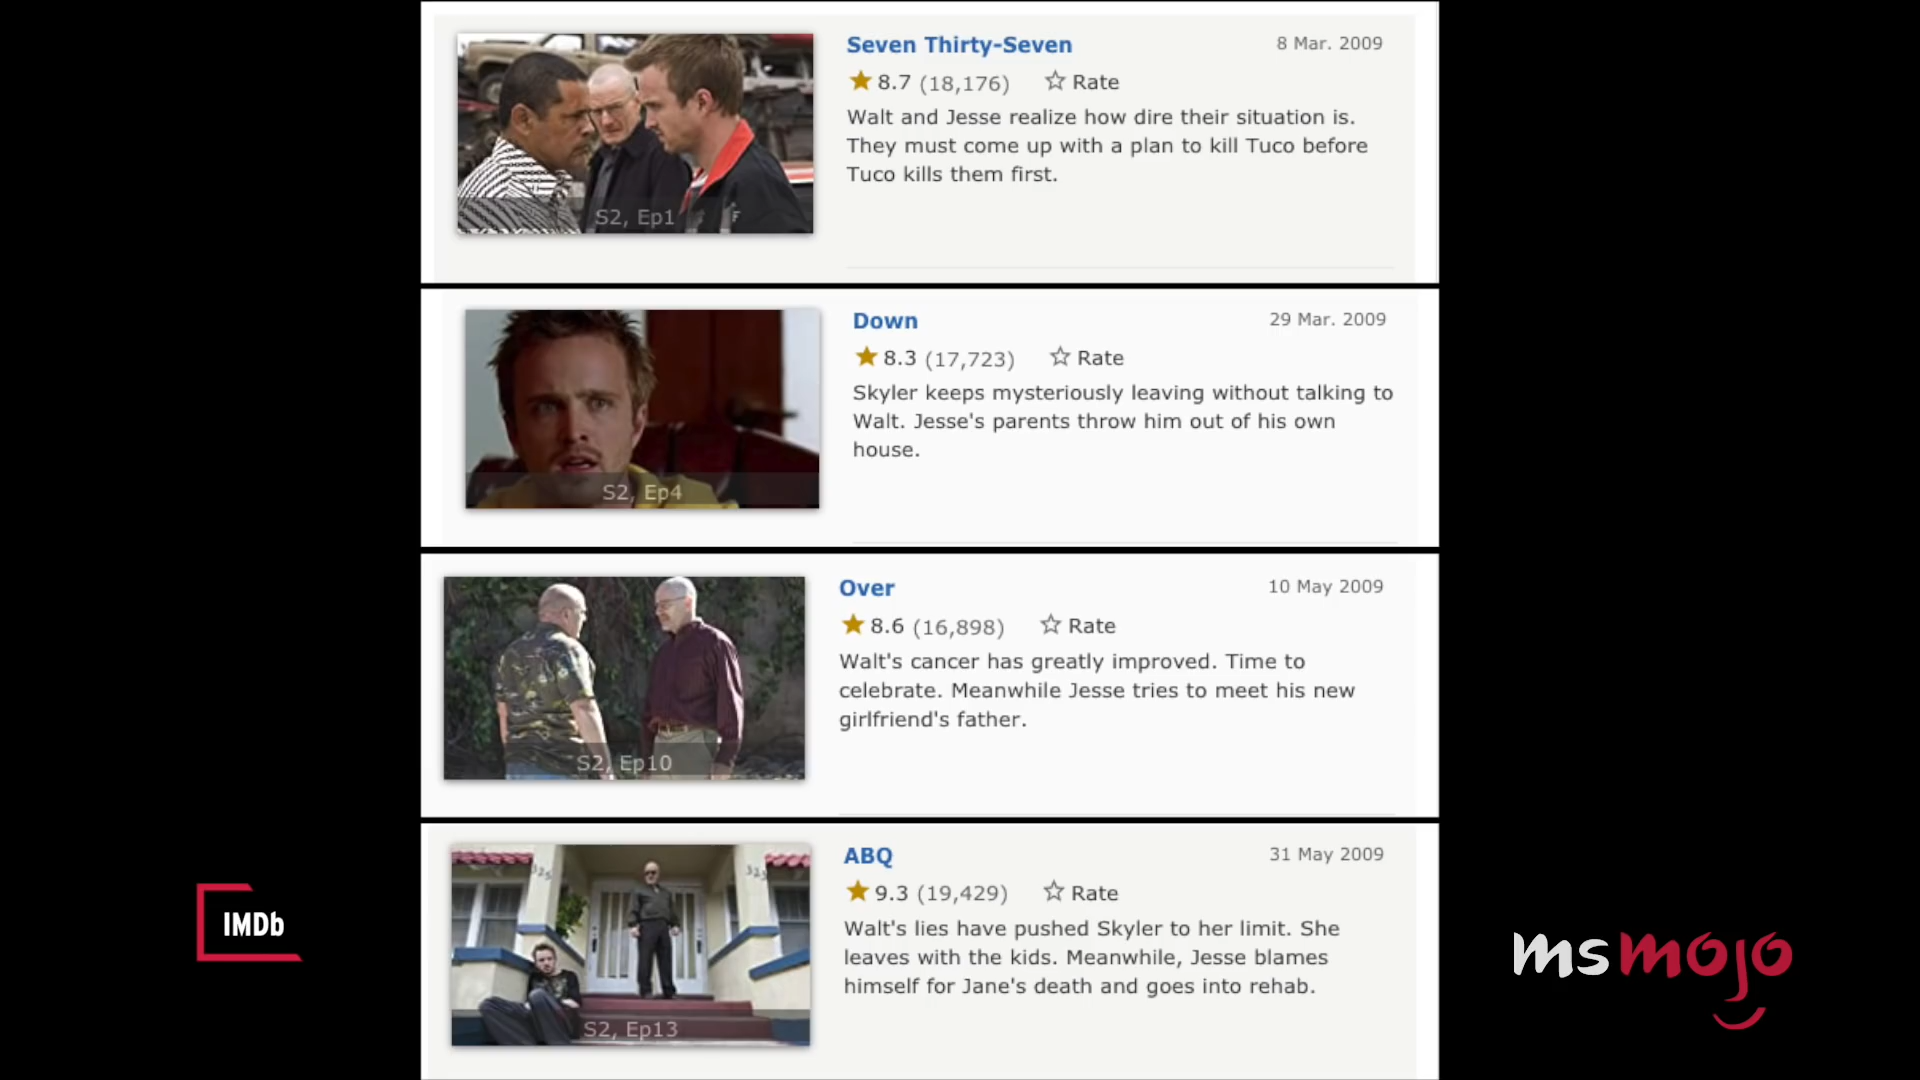 Seven Thirty-Seven
8 Mar. 2009
8.7 (18,176) Rate
Walt and Jesse realize how dire their situation is.
They must come up with a plan to kill Tuco before
Tuco kills them first.
S2, Ep1
Down
29 Mar. 2009
8.3 (17,723) Rate
Skyler keeps mysteriously leaving without talking to
Walt. Jesse's parents throw him out of his own
house.
S2, Ep4
Over
10 May 2009
8.6 (16,898) Rate
Walt's cancer has greatly improved. Time to
celebrate. Meanwhile Jesse tries to meet his new
girlfriend's father.
S2, Ep10
ABQ
31 May 2009
9.3 (19,429) Rate
Walt's lies have pushed Skyler to her limit. She
leaves with the kids. Meanwhile, Jesse blames
himself for Jane's death and goes into rehab.
325
323
S2, Ep13
IMDb
msmojo